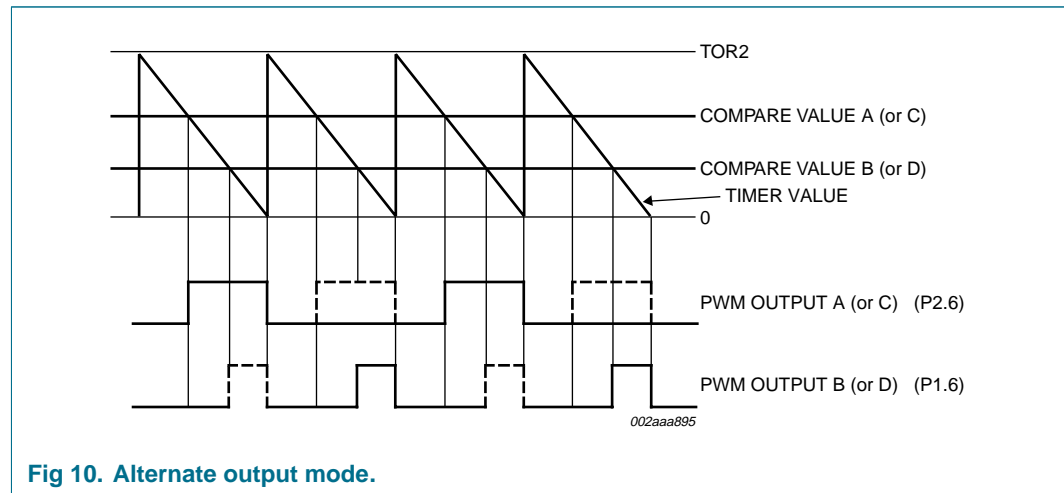 TOR2
COMPARE VALUE A (or C)
COMPARE VALUE B (or D)
TIMER VALUE
0
PWM OUTPUT A (or C) (P2.6)
PWM OUTPUT B (or D) (P1.6)
002aaa895
Fig 10. Alternate output mode.